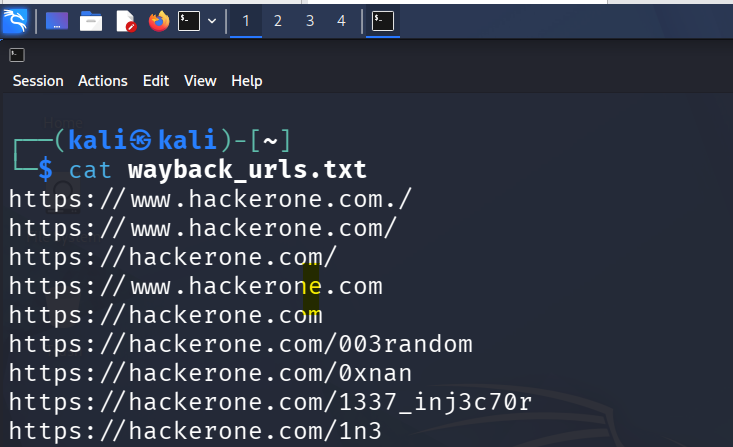 1 2 3 4
Session Actions Edit View Help
┌──(kali㉿kali)-[~]
└─$ cat wayback_urls.txt
https://www.hackerone.com./
https://www.hackerone.com/
https://hackerone.com/
https://www.hackerone.com
https://hackerone.com
https://hackerone.com/003random
https://hackerone.com/0xnan
https://hackerone.com/1337_inj3c70r
https://hackerone.com/1n3